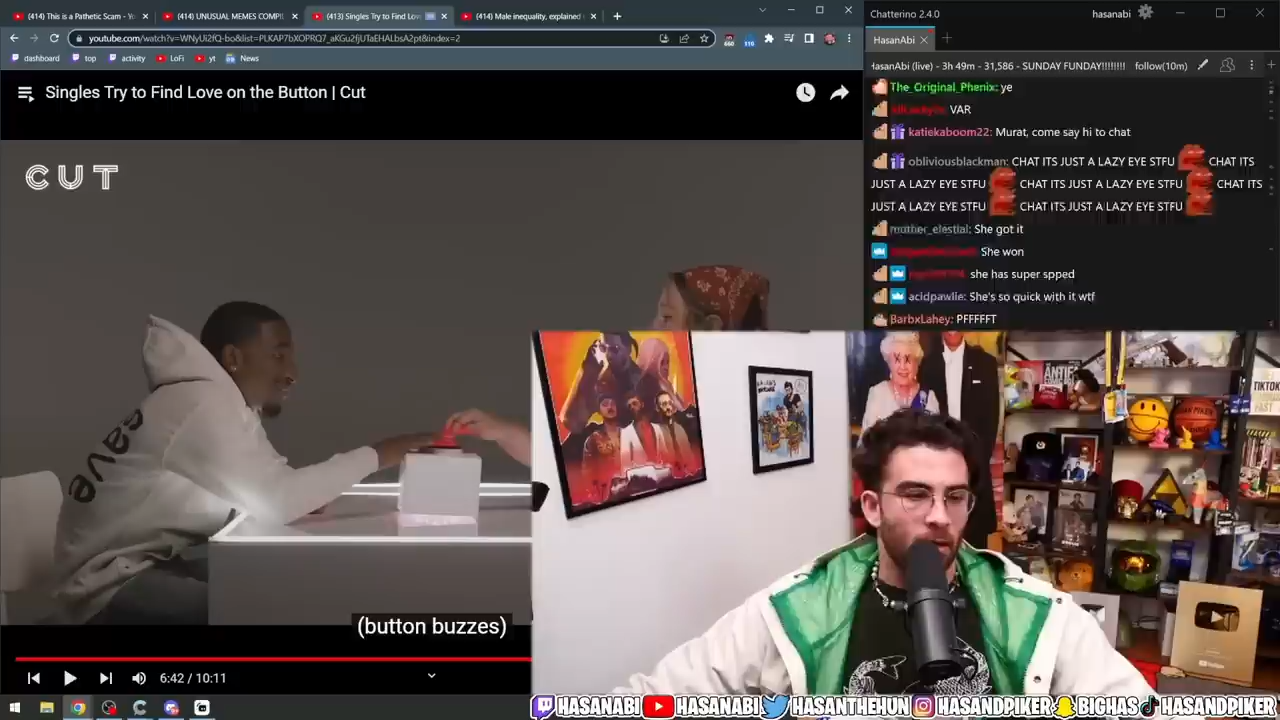 (414) This is a Pathetic Scam - Yo
(414) UNUSUAL MEMES COMPIL
(413) Singles Try to Find Love
(414) Male inequality, explained
youtube.com/watch?v=WNyUi2fQ-bo&list=PLKAP7bXOPRQ7_aKGu2fjUTaEHALbsA2pt&index=2
dashboard
top
activity
LoFi
yt
News
Singles Try to Find Love on the Button | Cut
CUT
eave
(button buzzes)
6:42 / 10:11
Chatterino 2.4.0
hasanabi
HasanAbi
HasanAbi (live) - 3h 49m - 31,586 - SUNDAY FUNDAY!!!!!!!! follow(10m)
The_Original_Phenix: ye
VAR
katiekaboom22: Murat, come say hi to chat
obliviousblackman: CHAT ITS JUST A LAZY EYE STFU CHAT ITS
JUST A LAZY EYE STFU CHAT ITS JUST A LAZY EYE STFU CHAT ITS
JUST A LAZY EYE STFU CHAT ITS JUST A LAZY EYE STFU
mother_elestial: She got it
She won
she has super spped
acidpawlie: She's so quick with it wtf
BarbxLahey: PFFFFFT
HASANABI HASANABI HASANTHEHUN HASANDPIKER BIGHAS HASANDPIKER